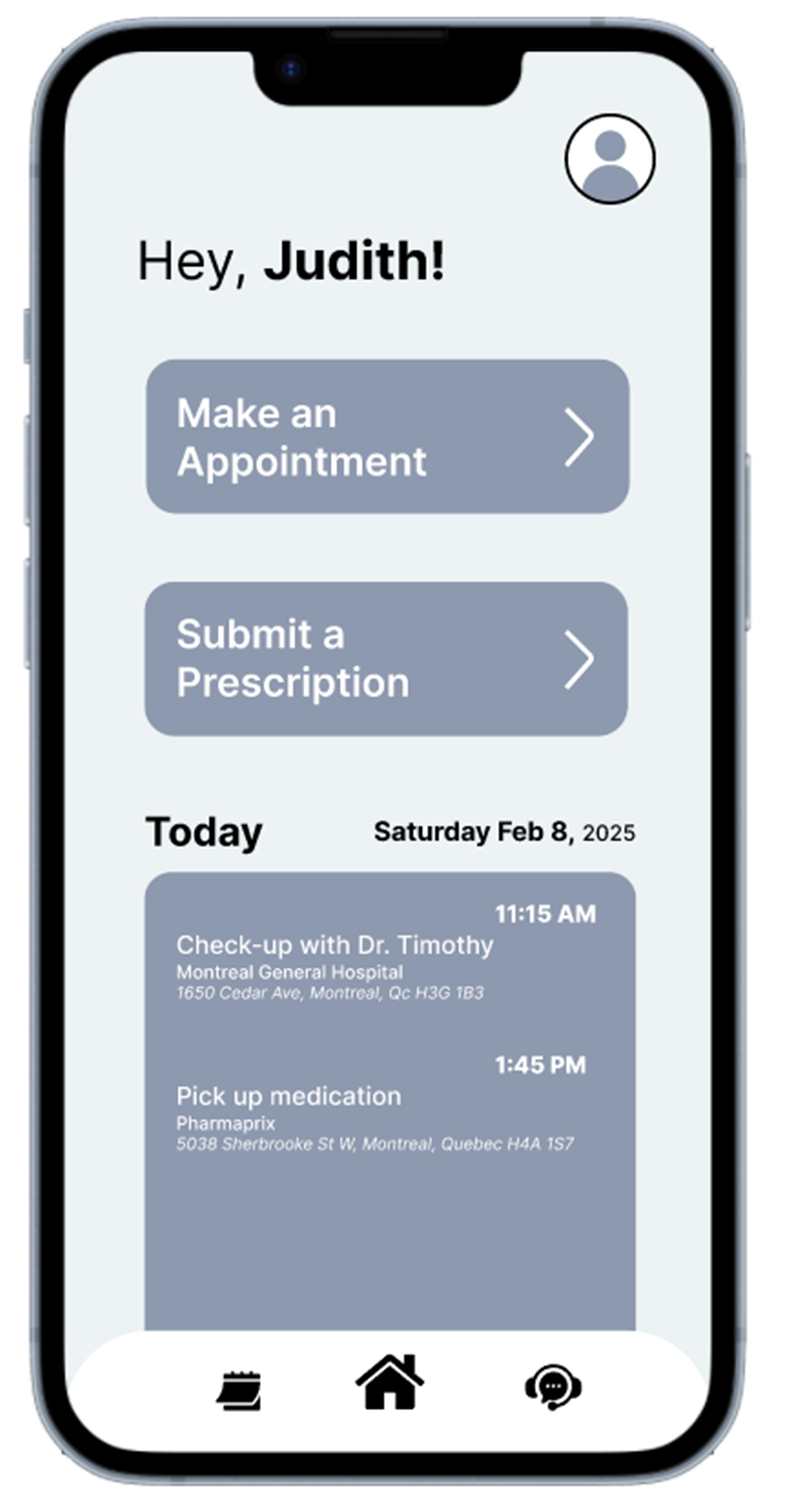 Hey, Judith!
Make an
Appointment
Submit a
Prescription
Today
Saturday Feb 8, 2025
11:15 AM
Check-up with Dr. Timothy
Montreal General Hospital
1650 Cedar Ave, Montreal, Qc H3G 1B3
1:45 PM
Pick up medication
Pharmaprix
5038 Sherbrooke St W, Montreal, Quebec H4A 1S7